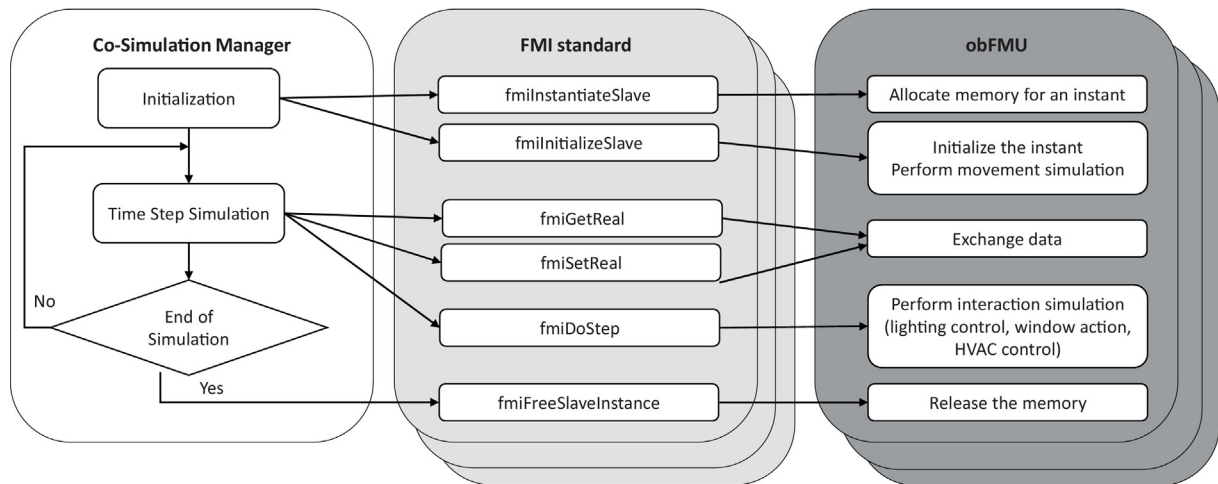 Co-Simulation Manager
Initialization
Time Step Simulation
No
End of
Simulation
Yes
FMI standard
fmiInstantiateSlave
fmiInitializeSlave
fmiGetReal
fmiSetReal
fmiDoStep
fmiFreeSlaveInstance
obFMU
Allocate memory for an instant
Initialize the instant
Perform movement simulation
Exchange data
Perform interaction simulation
(lighting control, window action,
HVAC control)
Release the memory